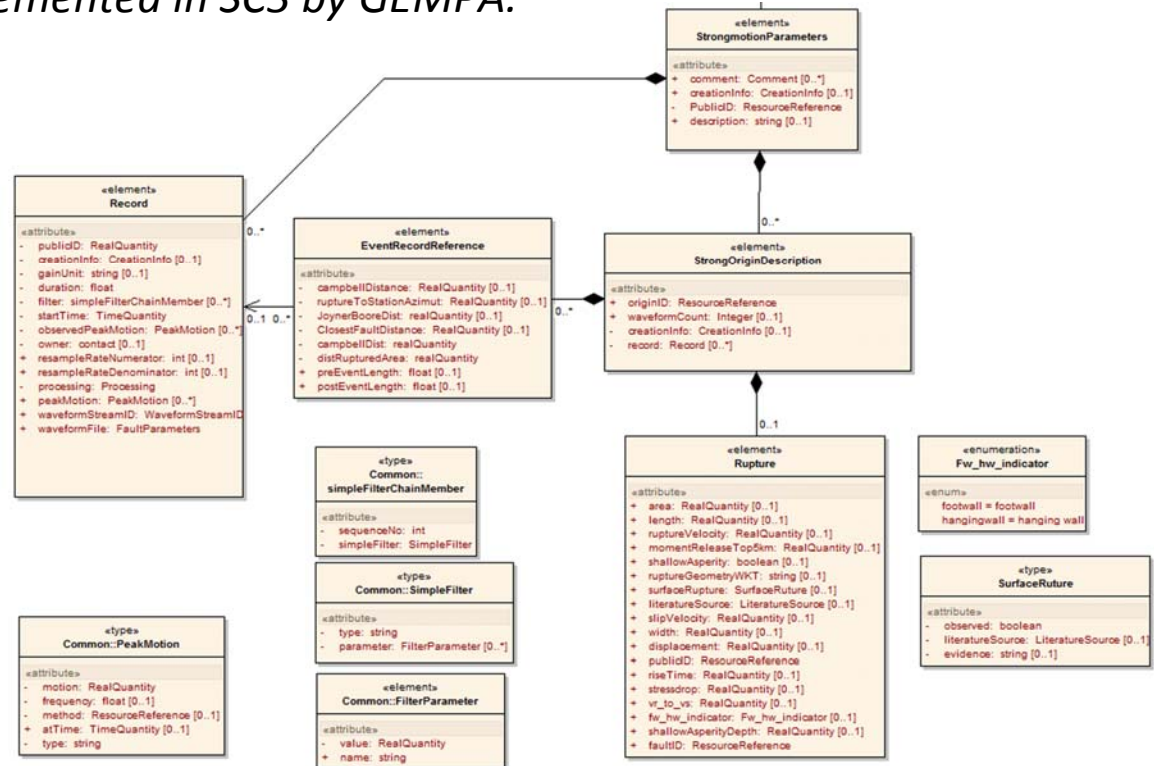 emented in SC3 by GEMPA.
«element»
StrongmotionParameters
«attribute»
+ comment: Comment [0..*]
+ creationInfo: CreationInfo [0..1]
- PublicID: ResourceReference
+ description: string [0..1]
0..*
0..*
«element»
Record
«attribute»
- publicID: RealQuantity
- creationInfo: CreationInfo [0..1]
- gainUnit: string [0..1]
- duration: float
- filter: simpleFilterChainMember [0..*]
- startTime: TimeQuantity
- observedPeakMotion: PeakMotion [0..*]
- owner: contact [0..1]
+ resampleRateNumerator: int [0..1]
+ resampleRateDenominator: int [0..1]
- processing: Processing
+ peakMotion: PeakMotion [0..*]
+ waveformStreamID: WaveformStreamID
+ waveformFile: FaultParameters
0..1 0..*
«element»
EventRecordReference
«attribute»
- campbellDistance: RealQuantity [0..1]
- ruptureToStationAzimut: RealQuantity [0..1]
- JoynerBooreDist: realQuantity [0..1]
- ClosestFaultDistance: RealQuantity [0..1]
- campbellDist: realQuantity
- distRupturedArea: realQuantity
+ preEventLength: float [0..1]
+ postEventLength: float [0..1]
0..*
«element»
StrongOriginDescription
«attribute»
+ originID: ResourceReference
+ waveformCount: Integer [0..1]
- creationInfo: CreationInfo [0..1]
- record: Record [0..*]
0..1
«type»
Common::
simpleFilterChainMember
«attribute»
- sequenceNo: int
- simpleFilter: SimpleFilter
«type»
Common::SimpleFilter
«attribute»
- type: string
- parameter: FilterParameter [0..*]
«element»
Common::FilterParameter
«attribute»
- value: RealQuantity
+ name: string
«type»
Common::PeakMotion
«attribute»
- motion: RealQuantity
- frequency: float [0..1]
- method: ResourceReference [0..1]
+ atTime: TimeQuantity [0..1]
- type: string
«element»
Rupture
«attribute»
+ area: RealQuantity [0..1]
+ length: RealQuantity [0..1]
+ ruptureVelocity: RealQuantity [0..1]
+ momentReleaseTop5km: RealQuantity [0..1]
+ shallowAsperity: boolean [0..1]
+ ruptureGeometryWKT: string [0..1]
+ surfaceRupture: SurfaceRuture [0..1]
+ literatureSource: LiteratureSource [0..1]
+ slipVelocity: RealQuantity [0..1]
+ width: RealQuantity [0..1]
+ displacement: RealQuantity [0..1]
+ publicID: ResourceReference
+ riseTime: RealQuantity [0..1]
+ stressdrop: RealQuantity [0..1]
+ vr_to_vs: RealQuantity [0..1]
+ fw_hw_indicator: Fw_hw_indicator [0..1]
+ shallowAsperityDepth: RealQuantity [0..1]
+ faultID: ResourceReference
«enumeration»
Fw_hw_indicator
«enum»
footwall = footwall
hangingwall = hanging wall
«type»
SurfaceRuture
«attribute»
- observed: boolean
- literatureSource: LiteratureSource [0..1]
- evidence: string [0..1]